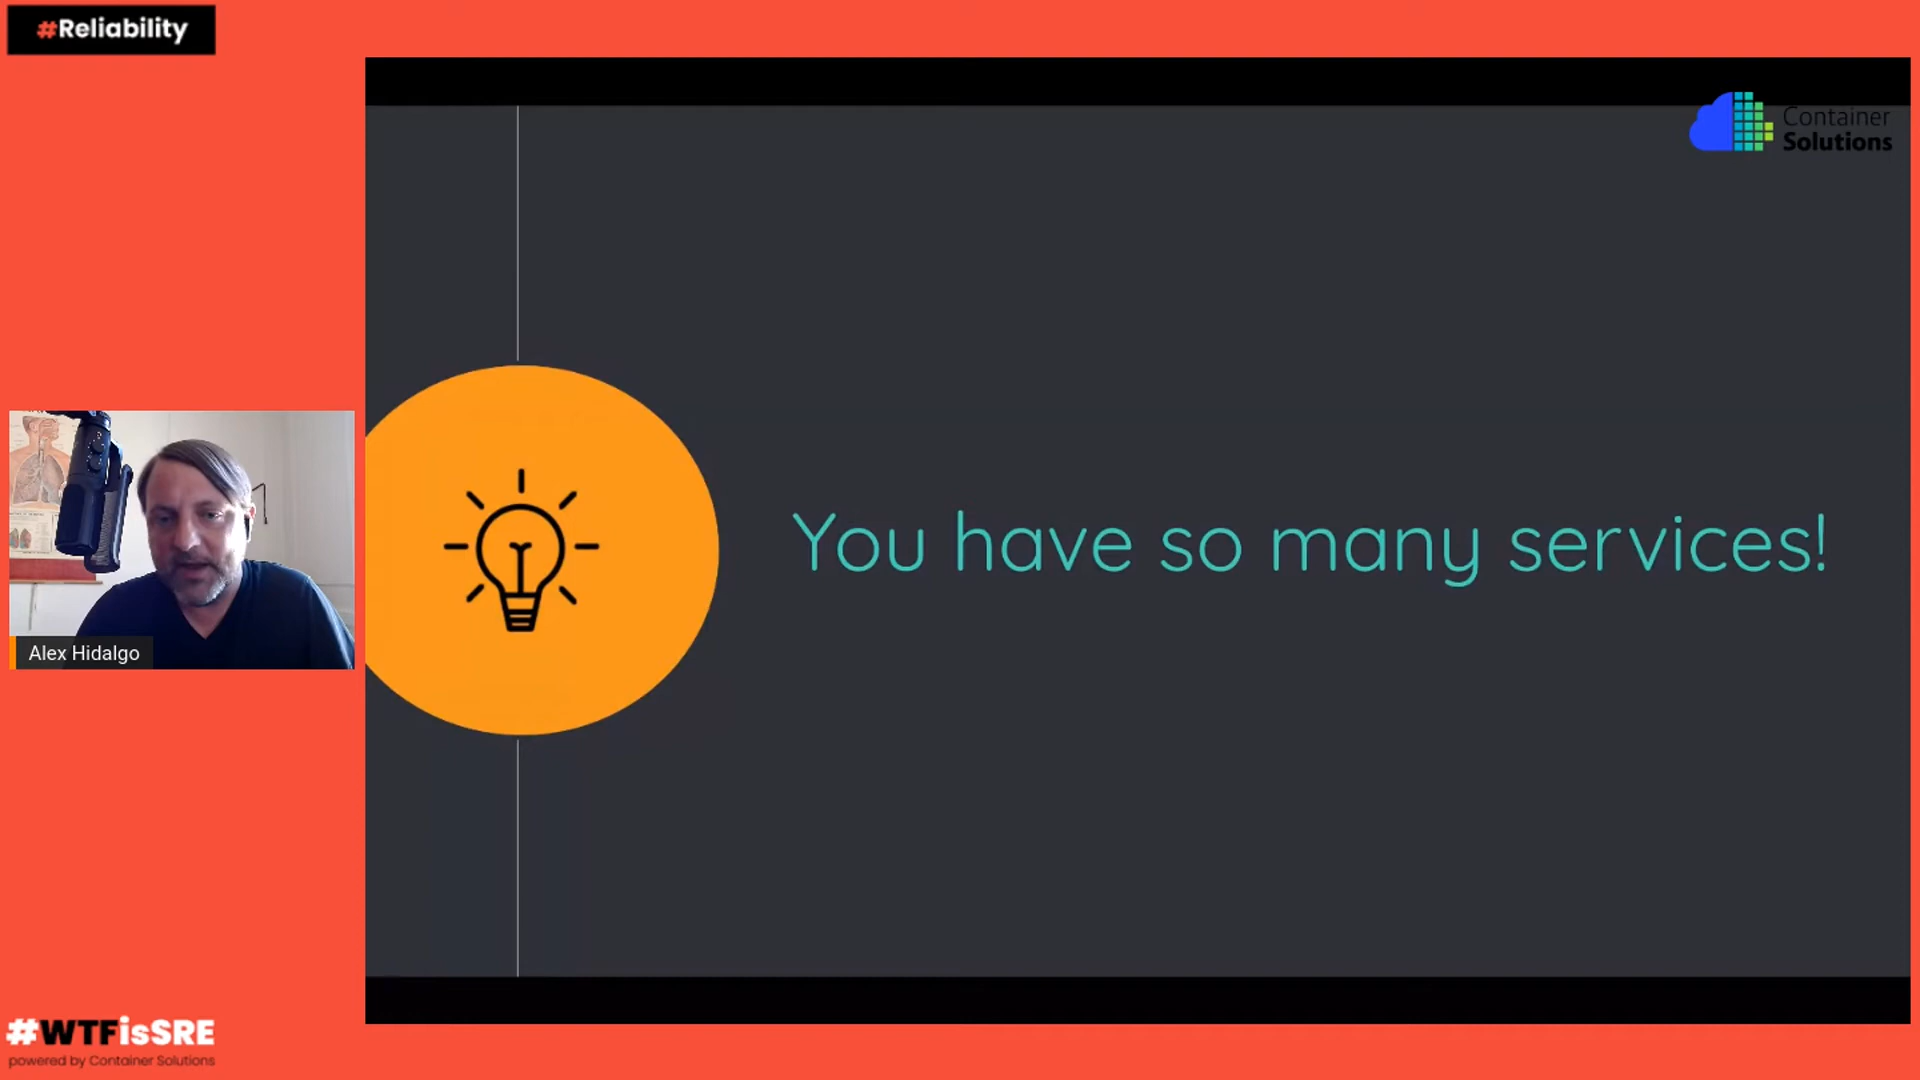 #Reliability
Container
Solutions
You have so many services!
Alex Hidalgo
#WTFisSRE
powered by Container Solutions